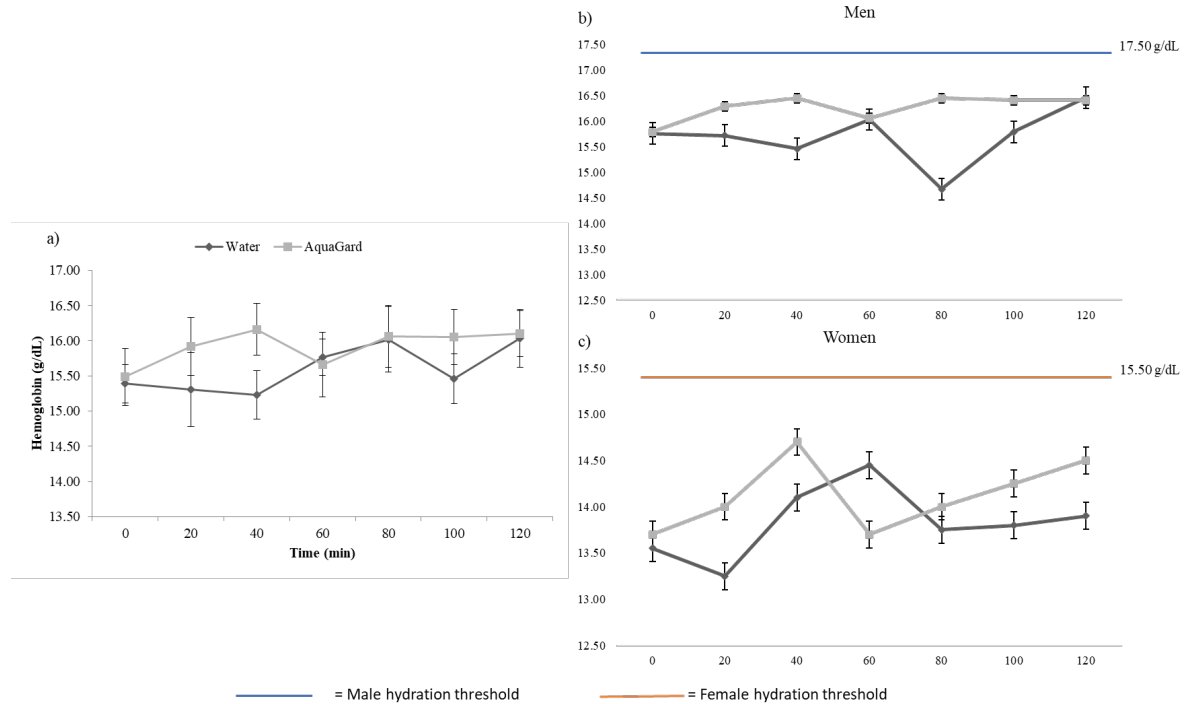 b)
Men
17.50 g/dL
17.50
17.00
16.50
16.00
15.50
15.00
14.50
14.00
13.50
13.00
12.50
0 20 40 60 80 100 120
a)
Water AquaGard
17.00
16.50
16.00
15.50
15.00
14.50
14.00
13.50
Hemoglobin (g/dL)
0 20 40 60 80 100 120
Time (min)
Women
c)
15.50 g/dL
15.50
15.00
14.50
14.00
13.50
13.00
12.50
0 20 40 60 80 100 120
= Male hydration threshold
= Female hydration threshold